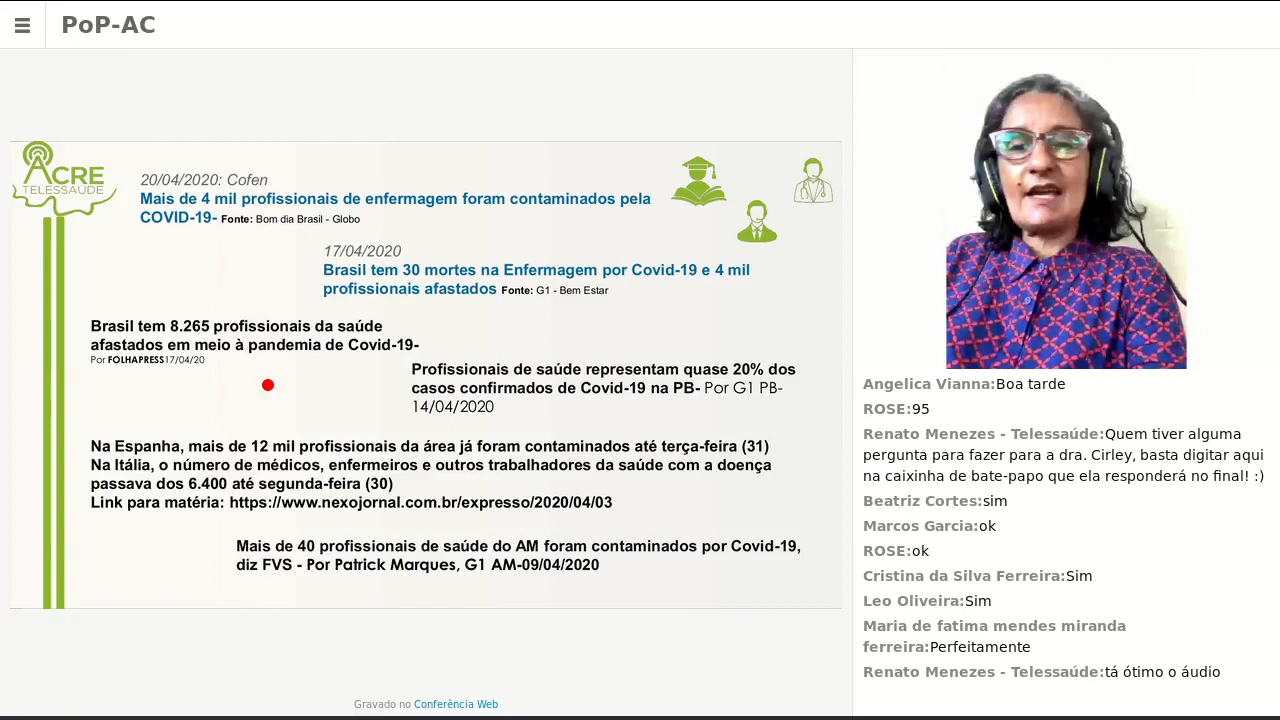 PoP-AC
ACRE
TELESSAÚDE
20/04/2020: Cofen
Mais de 4 mil profissionais de enfermagem foram contaminados pela
COVID-19- Fonte: Bom dia Brasil - Globo
17/04/2020
Brasil tem 30 mortes na Enfermagem por Covid-19 e 4 mil
profissionais afastados Fonte: G1 - Bem Estar
Brasil tem 8.265 profissionais da saúde
afastados em meio à pandemia de Covid-19-
Por FOLHAPRESS17/04/20
Profissionais de saúde representam quase 20% dos
casos confirmados de Covid-19 na PB- Por G1 PB-
14/04/2020
Na Espanha, mais de 12 mil profissionais da área já foram contaminados até terça-feira (31)
Na Itália, o número de médicos, enfermeiros e outros trabalhadores da saúde com a doença
passava dos 6.400 até segunda-feira (30)
Link para matéria: https://www.nexojornal.com.br/expresso/2020/04/03
Mais de 40 profissionais de saúde do AM foram contaminados por Covid-19,
diz FVS - Por Patrick Marques, G1 AM-09/04/2020
Gravado no Conferência Web
Angelica Vianna:Boa tarde
ROSE:95
Renato Menezes - Telessaúde:Quem tiver alguma
pergunta para fazer para a dra. Cirley, basta digitar aqui
na caixinha de bate-papo que ela responderá no final! :)
Beatriz Cortes:sim
Marcos Garcia:ok
ROSE:ok
Cristina da Silva Ferreira:Sim
Leo Oliveira:Sim
Maria de fatima mendes miranda
ferreira:Perfeitamente
Renato Menezes - Telessaúde:tá ótimo o áudio